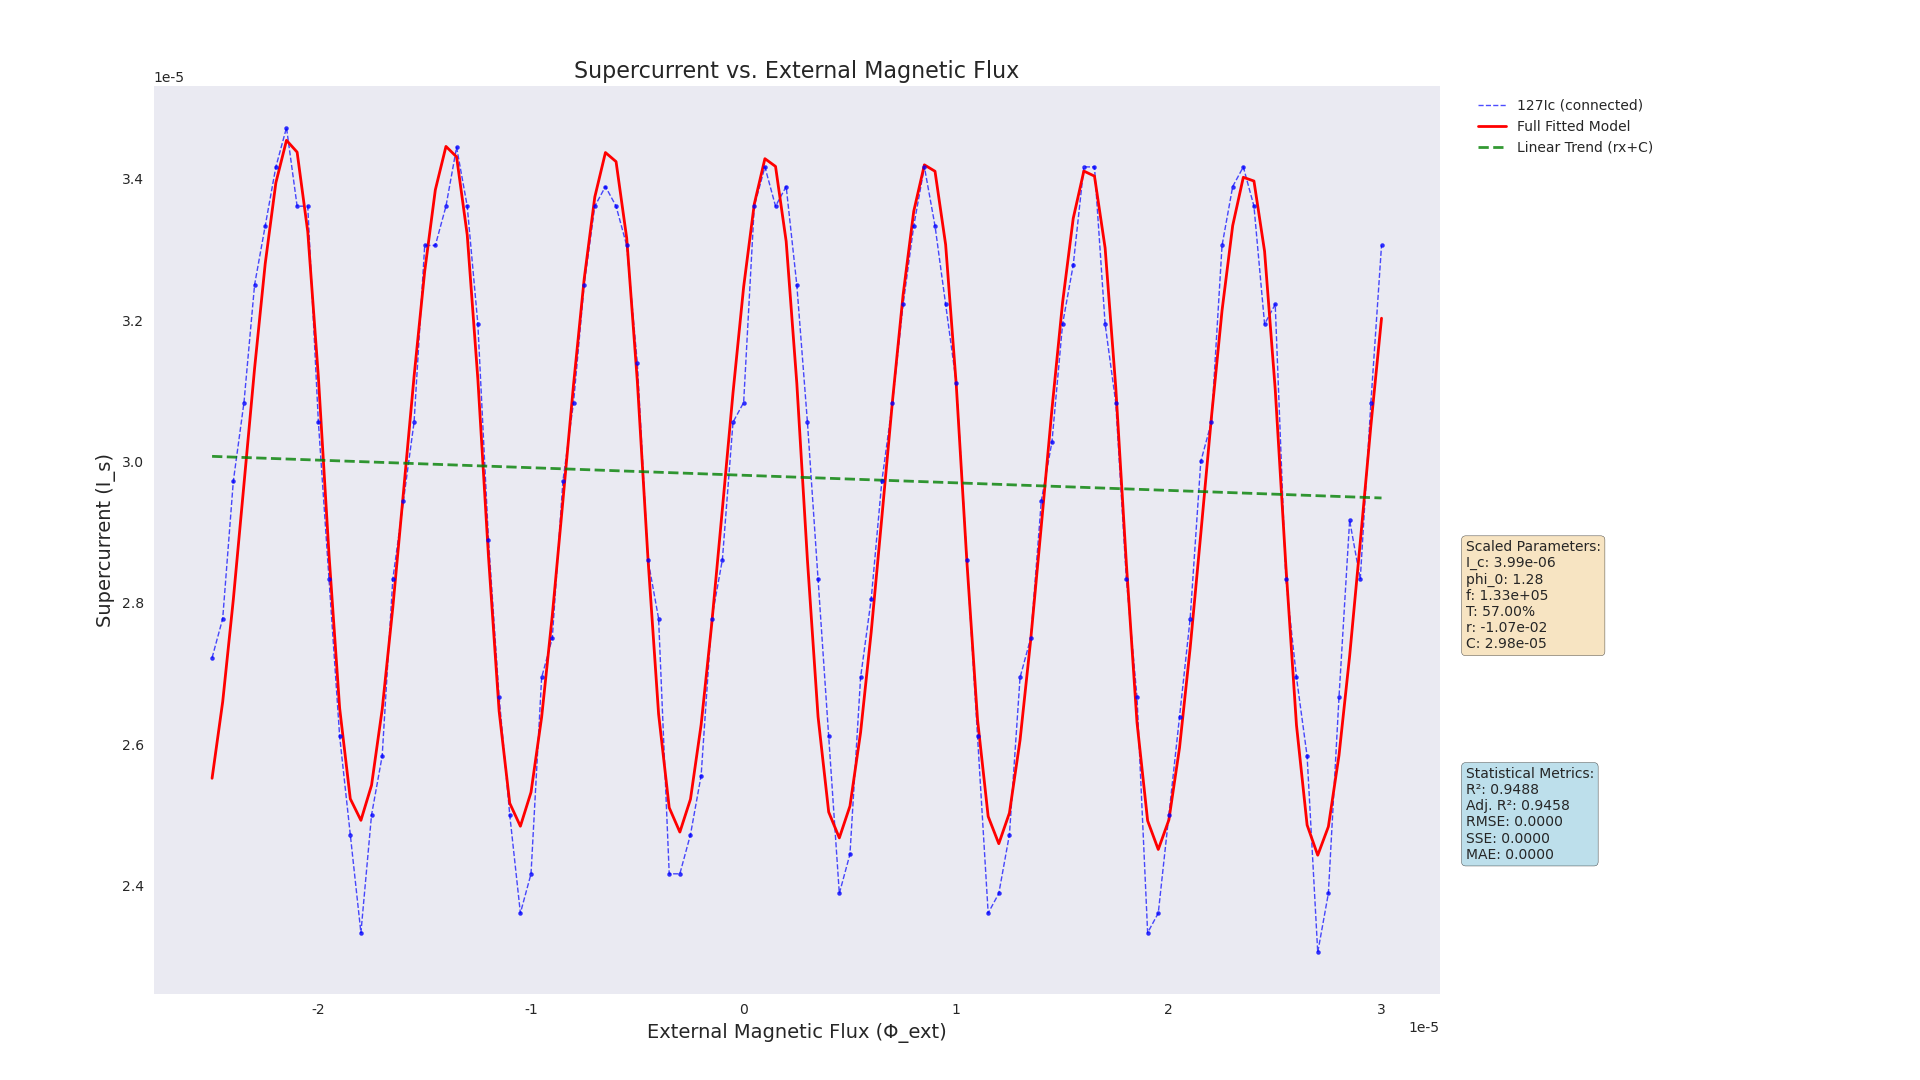 Supercurrent vs. External Magnetic Flux
1e-5
127Ic (connected)
Full Fitted Model
Linear Trend (rx+C)
3.4
3.2
3.0
2.8
2.6
2.4
Supercurrent (I_s)
Scaled Parameters:
I_c: 3.99e-06
phi_0: 1.28
f: 1.33e+05
T: 57.00%
r: -1.07e-02
C: 2.98e-05
Statistical Metrics:
R²: 0.9488
Adj. R²: 0.9458
RMSE: 0.0000
SSE: 0.0000
MAE: 0.0000
-2 -1 0 1 2 3
1e-5
External Magnetic Flux (Φ_ext)